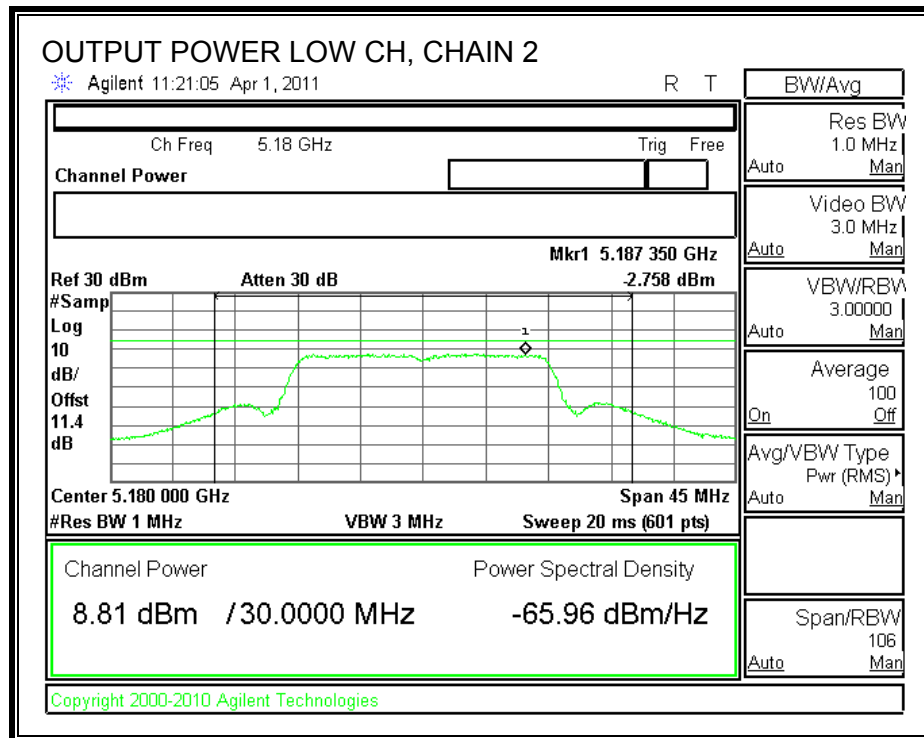 OUTPUT POWER LOW CH, CHAIN 2
Agilent 11:21:05 Apr 1, 2011 R T
BW/Avg
Ch Freq 5.18 GHz Trig Free
Channel Power
Mkr1 5.187 350 GHz
Ref 30 dBm Atten 30 dB -2.758 dBm
#Samp
Log
10
dB/
Offst
11.4
dB
1
Center 5.180 000 GHz Span 45 MHz
#Res BW 1 MHz VBW 3 MHz Sweep 20 ms (601 pts)
Channel Power Power Spectral Density
8.81 dBm /30.0000 MHz -65.96 dBm/Hz
Copyright 2000-2010 Agilent Technologies
Res BW
1.0 MHz
Auto Man
Video BW
3.0 MHz
Auto Man
VBW/RBW
3.00000
Auto Man
Average
100
On Off
Avg/VBW Type
Pwr (RMS)
Auto Man
Span/RBW
106
Auto Man